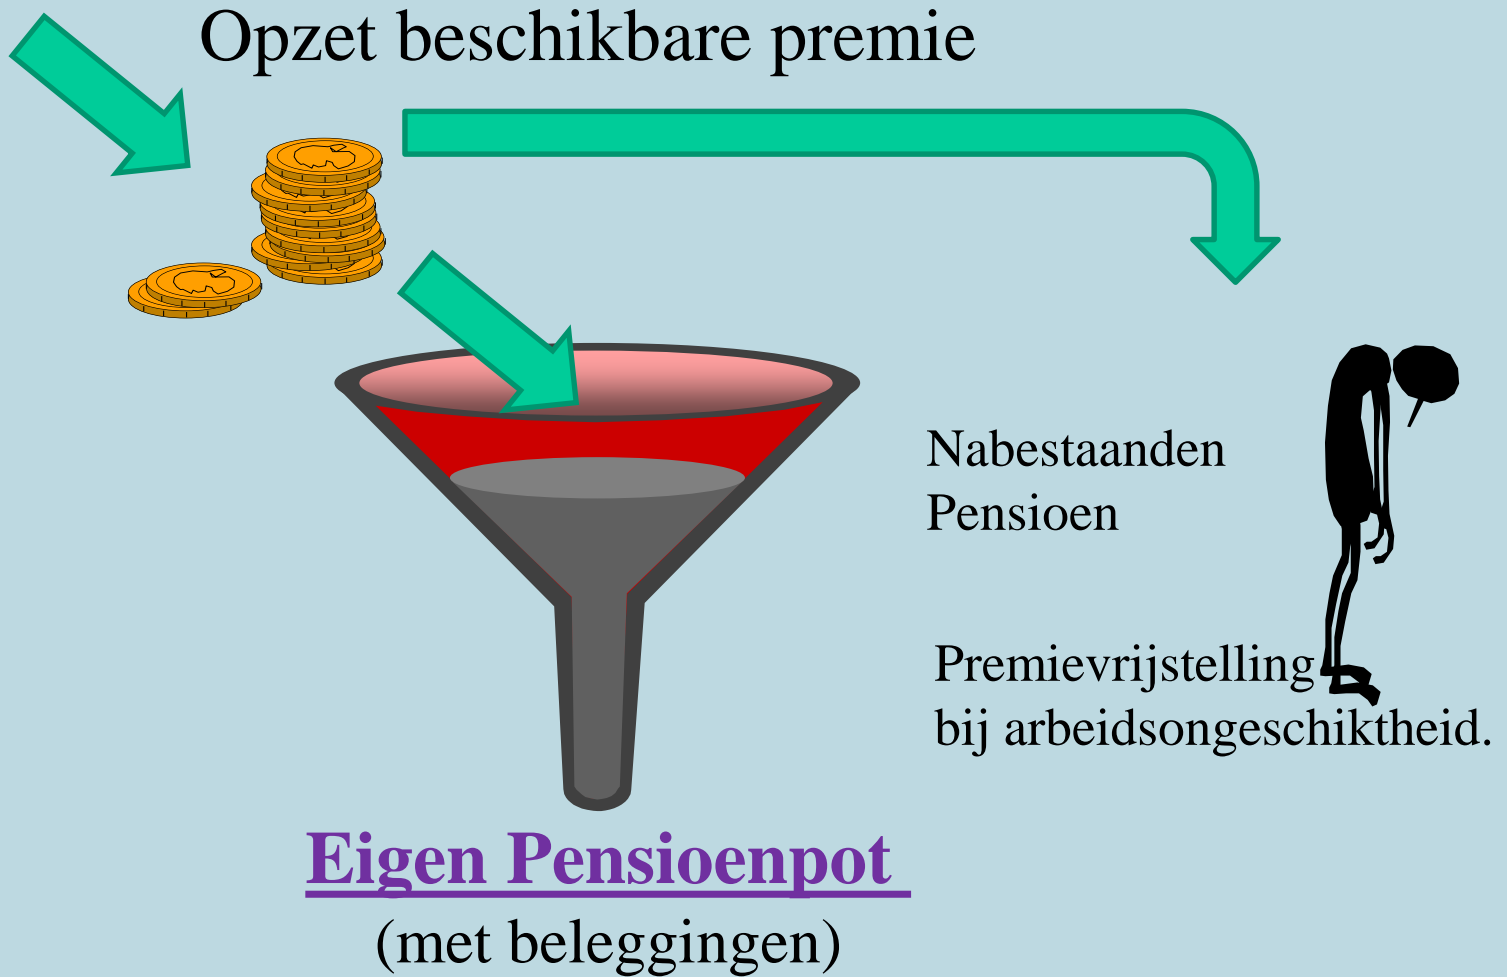 Opzet beschikbare premie
Nabestaanden
Pensioen
Premievrijstelling
bij arbeidsongeschiktheid.
Eigen Pensioenpot
(met beleggingen)